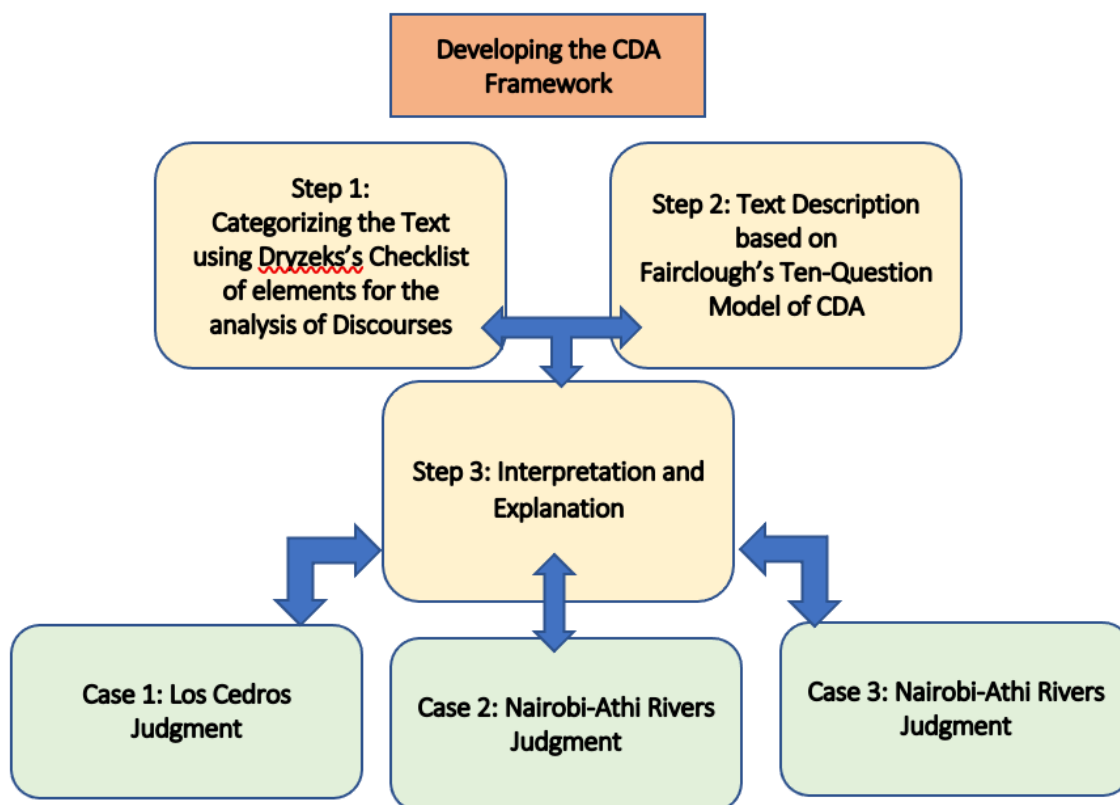 Developing the CDA
Framework
Step 1:
Categorizing the Text
using Dryzeks's Checklist
of elements for the
analysis of Discourses
Step 2: Text Description
based on
Fairclough's Ten-Question
Model of CDA
Step 3: Interpretation and
Explanation
Case 1: Los Cedros
Judgment
Case 2: Nairobi-Athi Rivers
Judgment
Case 3: Nairobi-Athi Rivers
Judgment